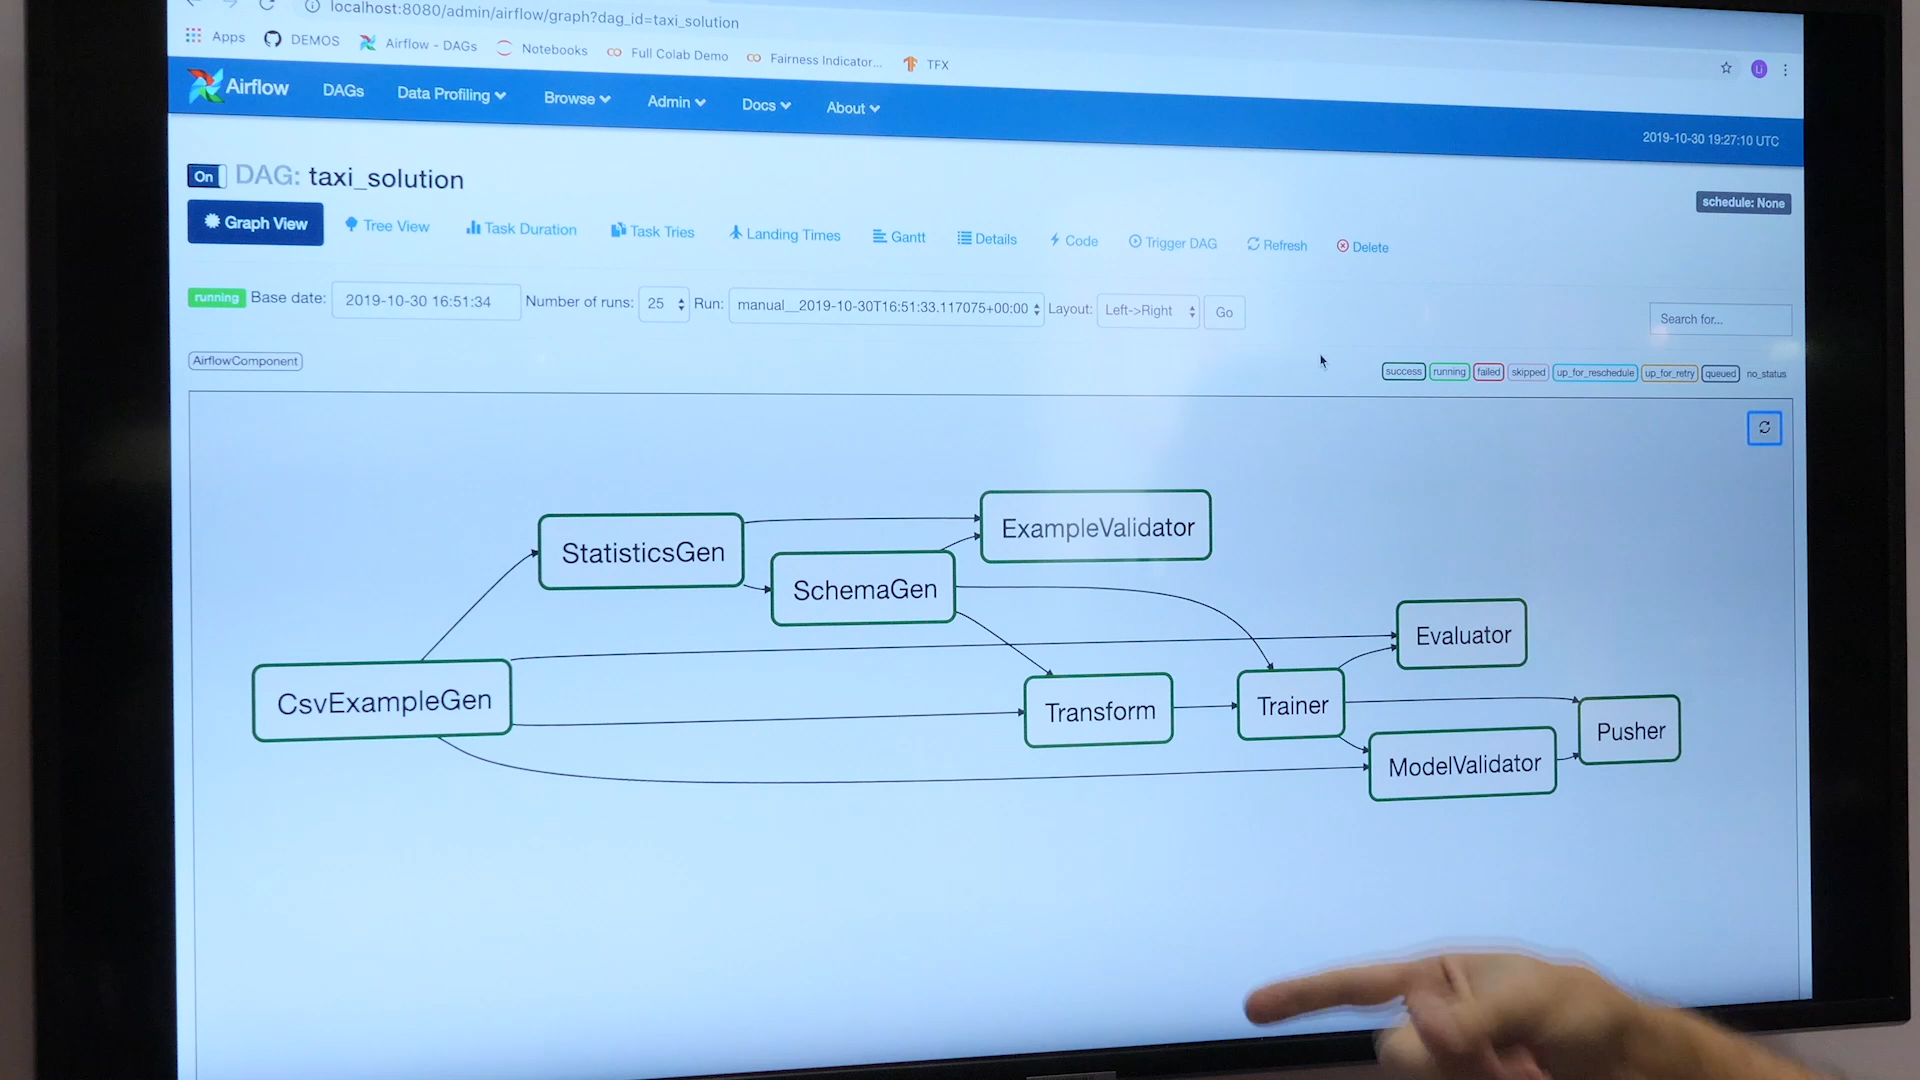 localhost:8080/admin/airflow/graph?dag_id=taxi_solution
Apps DEMOS Airflow - DAGs Notebooks Full Colab Demo Fairness Indicator... TFX
Li
Airflow DAGs Data Profiling Browse Admin Docs About
2019-10-30 19:27:10 UTC
On DAG: taxi_solution
schedule: None
Graph View Tree View Task Duration Task Tries Landing Times Gantt Details Code Trigger DAG Refresh Delete
running Base date: 2019-10-30 16:51:34 Number of runs: 25 Run: manual__2019-10-30T16:51:33.117075+00:00 Layout: Left->Right Go
Search for...
AirflowComponent
success running failed skipped up_for_reschedule up_for_retry queued no_status
ExampleValidator
StatisticsGen
SchemaGen
Evaluator
CsvExampleGen
Transform
Trainer
Pusher
ModelValidator